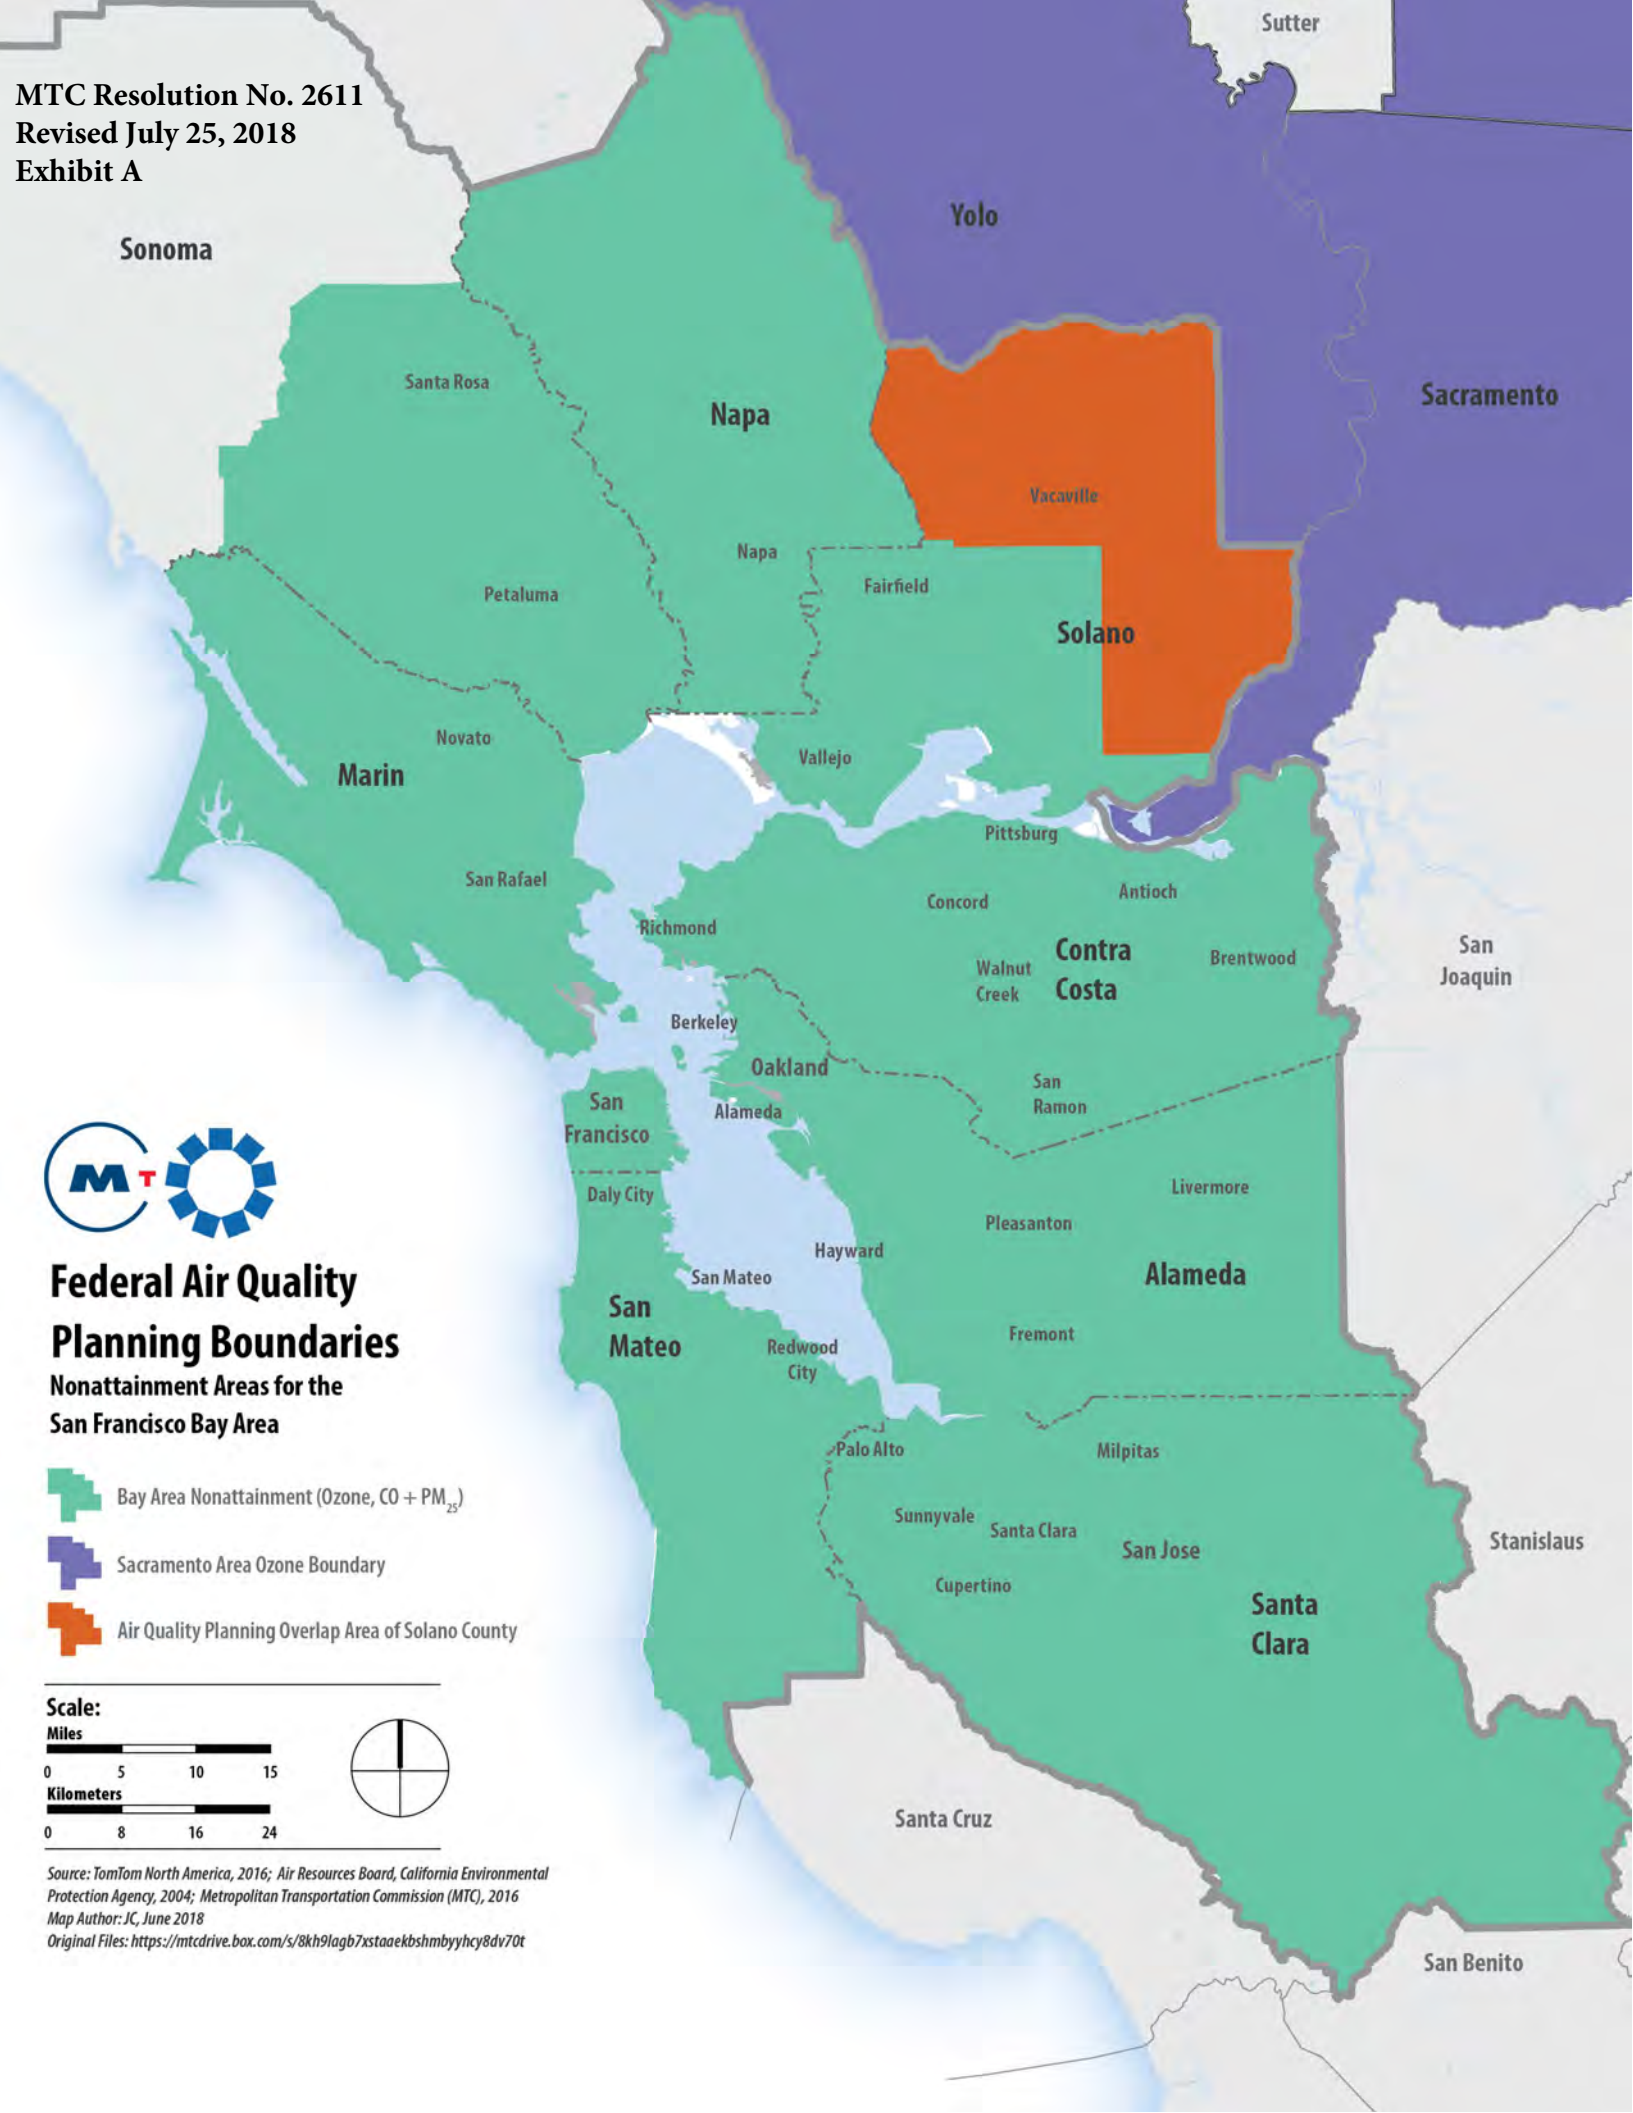 MTC Resolution No. 2611
Revised July 25, 2018
Exhibit A
Sutter
Sonoma
Yolo
Sacramento
Santa Rosa
Napa
Vacaville
Napa
Fairfield
Petaluma
Solano
Novato
Marin
Vallejo
Pittsburg
San Rafael
Antioch
Concord
Richmond
Contra
Costa
Brentwood
San
Joaquin
Walnut
Creek
Berkeley
Oakland
San
Ramon
San
Francisco
Alameda
Daly City
Livermore
Pleasanton
Hayward
San Mateo
Alameda
San
Mateo
Fremont
Redwood
City
Palo Alto
Milpitas
Sunnyvale
Santa Clara
San Jose
Stanislaus
Cupertino
Santa
Clara
Santa Cruz
San Benito
M T
Federal Air Quality
Planning Boundaries
Nonattainment Areas for the
San Francisco Bay Area
Bay Area Nonattainment (Ozone, CO + PM25)
Sacramento Area Ozone Boundary
Air Quality Planning Overlap Area of Solano County
Scale:
Miles
0 5 10 15
Kilometers
0 8 16 24
Source: TomTom North America, 2016; Air Resources Board, California Environmental
Protection Agency, 2004; Metropolitan Transportation Commission (MTC), 2016
Map Author: JC, June 2018
Original Files: https://mtcdrive.box.com/s/8kh9lagb7xstaaekbshmbyyhcy8dv70t